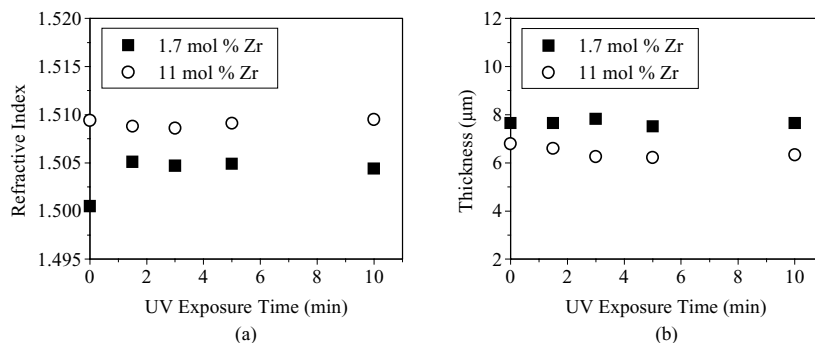 1.520
1.515
1.510
1.505
1.500
1.495
Refractive Index
1.7 mol % Zr
11 mol % Zr
0 2 4 6 8 10
UV Exposure Time (min)
(a)
12
10
8
6
4
2
Thickness (μm)
1.7 mol % Zr
11 mol % Zr
0 2 4 6 8 10
UV Exposure Time (min)
(b)